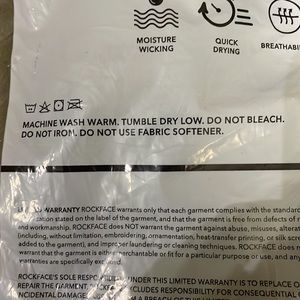 MOISTURE
WICKING
QUICK
DRYING
BREATHABI
MACHINE WASH WARM. TUMBLE DRY LOW. DO NOT BLEACH.
DO NOT IRON. DO NOT USE FABRIC SOFTENER.
WARRANTY ROCKFACE warrants only that each garment complies with the standard
stated on the label of the garment, and that the garment is free from defects of
and workmanship. ROCKFACE does NOT warrant the garment against abuse, misuses, alterat
(including, without limitation, embroidering, ornamentation, heat-transfer printing, or silk scree
added to the garment), and improper laundering or cleaning techniques. ROCKFACE does n
warrant that the garment is either merchantable or fit for a particular purpose or use, and
warranties are specifically excluded.
ROCKFACE'S SOLE UNDER THIS LIMITED WARRANTY IS TO REPLACE O
REPAIR THE GARMENT. EXCLUDES RESPONSIBILITY FOR CONSEQUENTIAL
INCIDENTAL DAMAGE